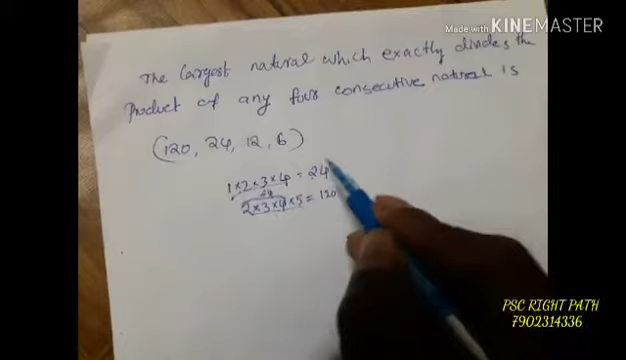 Made with KINEMASTER
The largest natural which exactly divides the
Product of any four consecutive natural is
(120, 24, 12, 6)
1×2×3×4 = 24
24
2×3×4×5 = 120
PSC RIGHT PATH
7902314336